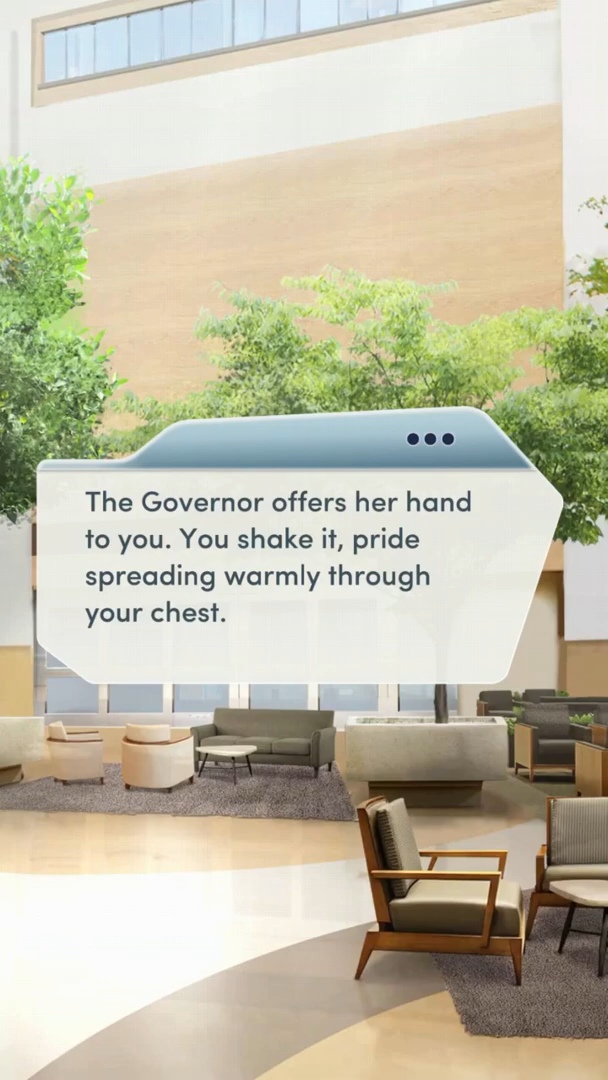 The Governor offers her hand
to you. You shake it, pride
spreading warmly through
your chest.